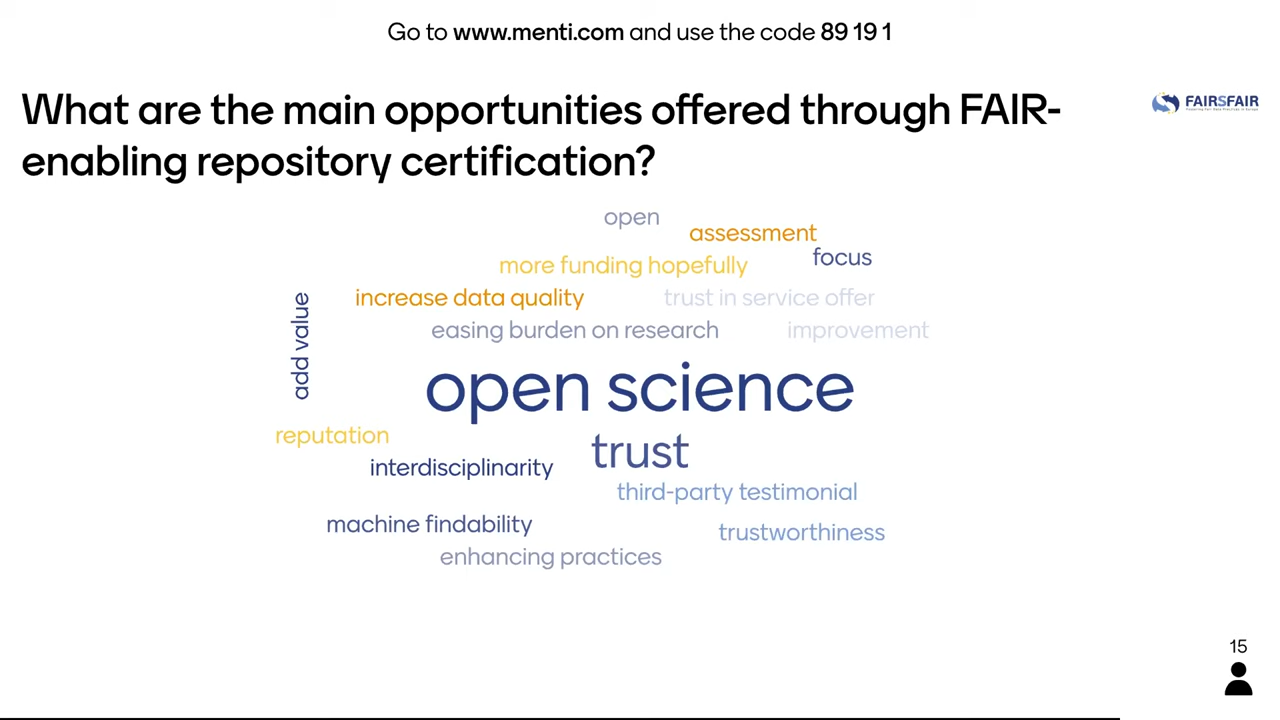 Go to www.menti.com and use the code 89 19 1
What are the main opportunities offered through FAIR-
enabling repository certification?
FAIRSFAIR
open
assessment
focus
more funding hopefully
increase data quality
trust in service offer
add value
easing burden on research
improvement
open science
reputation
trust
interdisciplinarity
third-party testimonial
machine findability
trustworthiness
enhancing practices
15